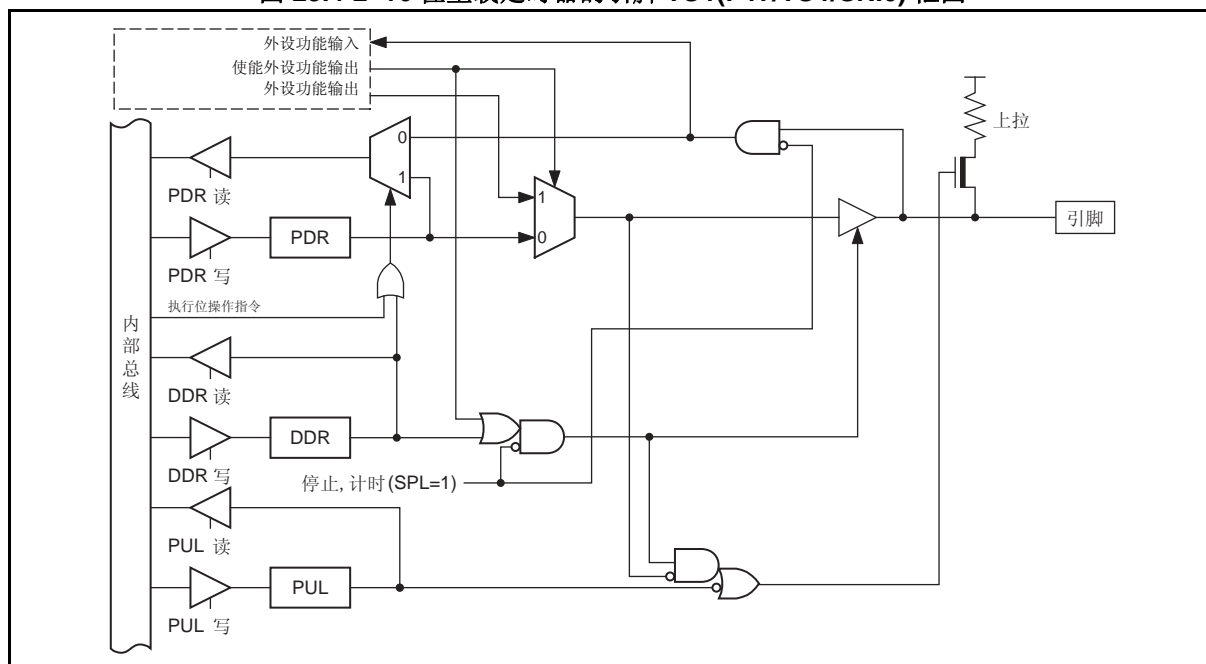 外设功能输入
使能外设功能输出
外设功能输出
上拉
0
1
PDR 读
1
引脚
PDR
0
PDR 写
执行位操作指令
内部总线
DDR 读
DDR
DDR 写
停止,计时(SPL=1)
PUL 读
PUL
PUL 写